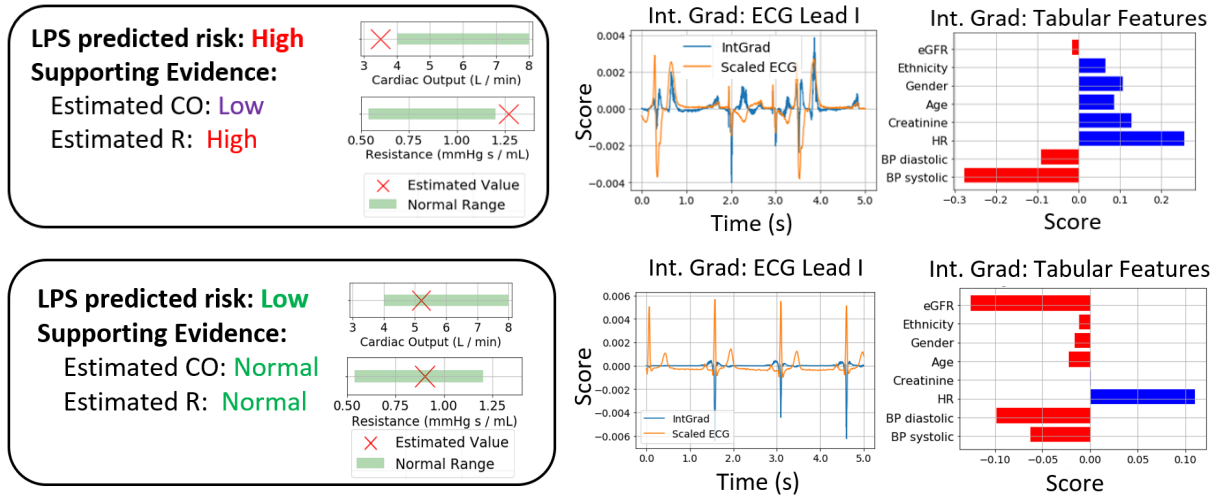 LPS predicted risk: High
Supporting Evidence:
Estimated CO: Low
Estimated R: High
3 4 5 6 7 8
Cardiac Output (L / min)
0.50 0.75 1.00 1.25
Resistance (mmHg s / mL)
Estimated Value
Normal Range
Int. Grad: ECG Lead I
IntGrad
Scaled ECG
Score
0.004
0.002
0.000
−0.002
−0.004
0.0 1.0 2.0 3.0 4.0 5.0
Time (s)
Int. Grad: Tabular Features
eGFR
Ethnicity
Gender
Age
Creatinine
HR
BP diastolic
BP systolic
−0.3 −0.2 −0.1 0.0 0.1 0.2
Score
LPS predicted risk: Low
Supporting Evidence:
Estimated CO: Normal
Estimated R: Normal
3 4 5 6 7 8
Cardiac Output (L / min)
0.50 0.75 1.00 1.25
Resistance (mmHg s / mL)
Estimated Value
Normal Range
Int. Grad: ECG Lead I
Score
0.006
0.004
0.002
0.000
−0.002
−0.004
−0.006
IntGrad
Scaled ECG
0.0 1.0 2.0 3.0 4.0 5.0
Time (s)
Int. Grad: Tabular Features
eGFR
Ethnicity
Gender
Age
Creatinine
HR
BP diastolic
BP systolic
−0.10 −0.05 0.00 0.05 0.10
Score